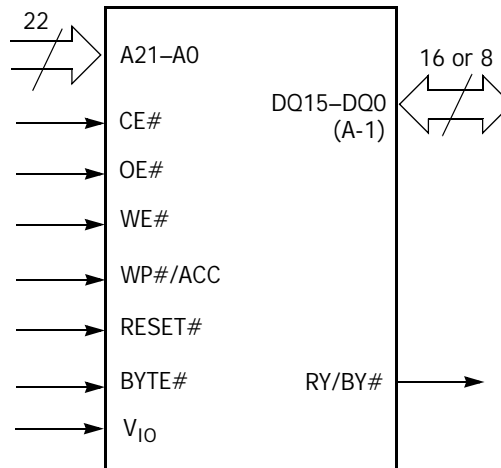 22
A21–A0
16 or 8
DQ15–DQ0
(A-1)
CE#
OE#
WE#
WP#/ACC
RESET#
BYTE#
RY/BY#
VIO